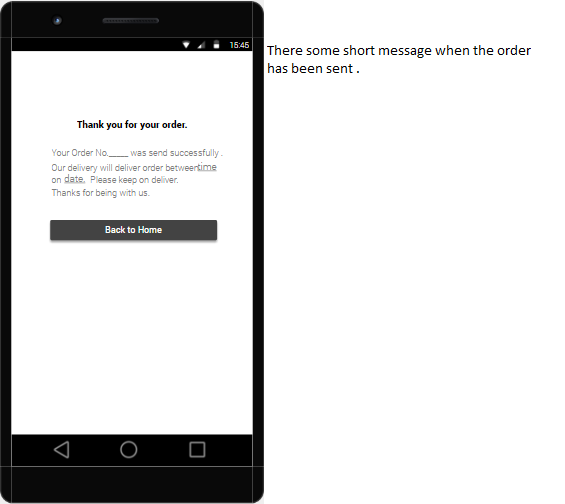 15:45
There some short message when the order
has been sent .
Thank you for your order.
Your Order No._____ was send successfully .
Our delivery will deliver order betweentime
on date. Please keep on deliver.
Thanks for being with us.
Back to Home